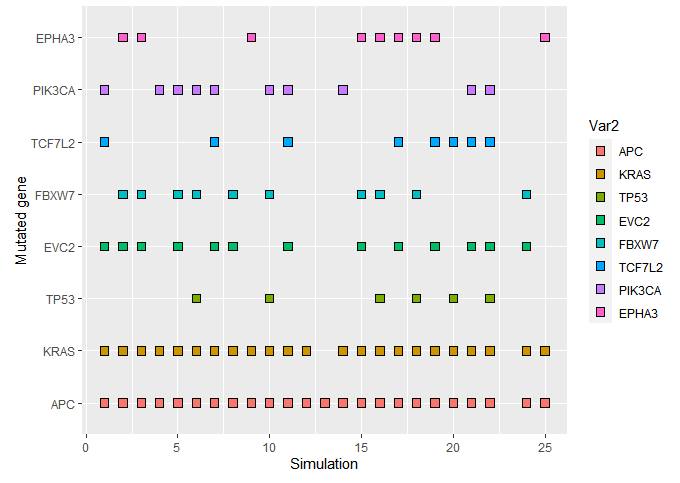 EPHA3
PIK3CA
TCF7L2
FBXW7
EVC2
TP53
KRAS
APC
Mutated gene
0 5 10 15 20 25
Simulation
Var2
APC
KRAS
TP53
EVC2
FBXW7
TCF7L2
PIK3CA
EPHA3